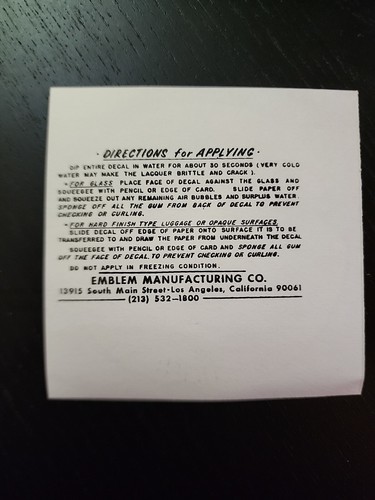 · DIRECTIONS for APPLYING ·
DIP ENTIRE DECAL IN WATER FOR ABOUT 30 SECONDS (VERY COLD
WATER MAY MAKE THE LACQUER BRITTLE AND CRACK).
-FOR GLASS PLACE FACE OF DECAL AGAINST THE GLASS AND
SQUEEGEE WITH PENCIL OR EDGE OF CARD. SLIDE PAPER OFF
AND SQUEEZE OUT ANY REMAINING AIR BUBBLES AND SURPLUS WATER.
SPONGE OFF ALL THE GUM FROM BACK OF DECAL TO PREVENT
CHECKING OR CURLING.
-FOR HARD FINISH TYPE LUGGAGE OR OPAQUE SURFACES,
SLIDE DECAL OFF EDGE OF PAPER ONTO SURFACE IT IS TO BE
TRANSFERRED TO AND DRAW THE PAPER FROM UNDERNEATH THE DECAL
SQUEEGEE WITH PENCIL OR EDGE OF CARD AND SPONGE ALL GUM
OFF THE FACE OF DECAL TO PREVENT CHECKING OR CURLING.
DO NOT APPLY IN FREEZING CONDITION.
EMBLEM MANUFACTURING CO.
13915 South Main Street-Los Angeles, California 90061
(213) 532-1800